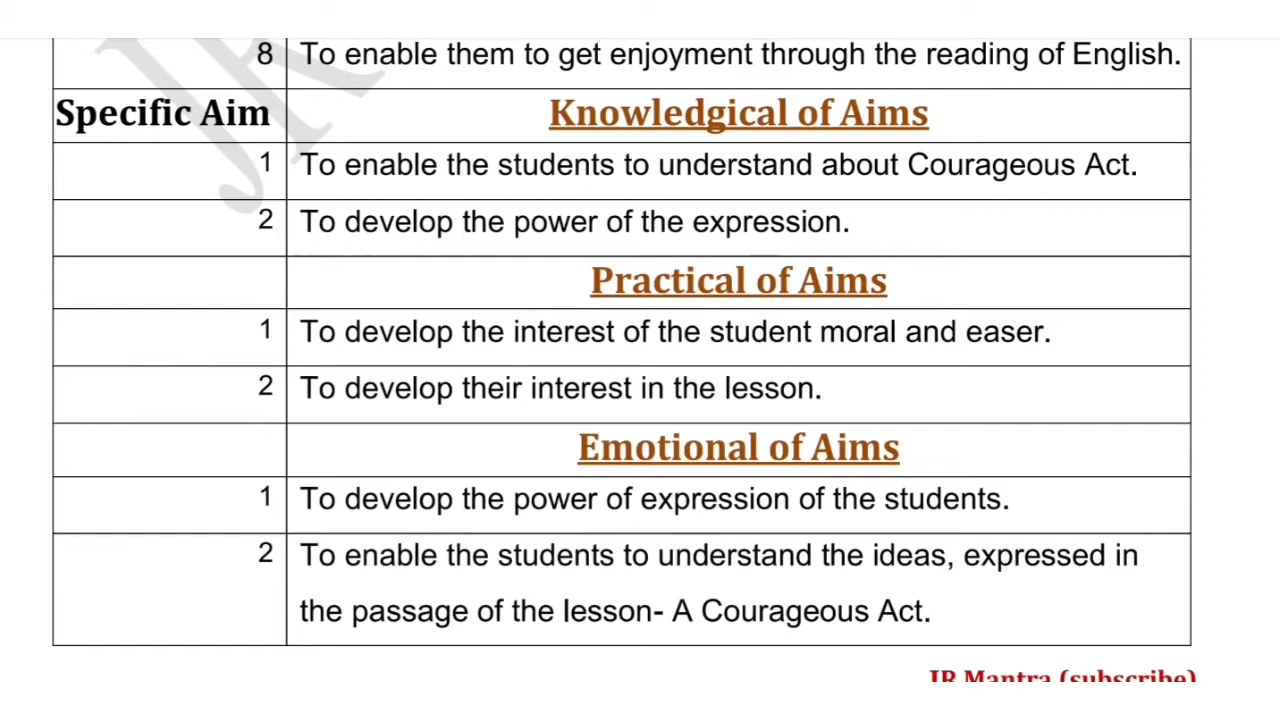 8 To enable them to get enjoyment through the reading of English.
Specific Aim Knowledgical of Aims
1 To enable the students to understand about Courageous Act.
2 To develop the power of the expression.
Practical of Aims
1 To develop the interest of the student moral and easer.
2 To develop their interest in the lesson.
Emotional of Aims
1 To develop the power of expression of the students.
2 To enable the students to understand the ideas, expressed in
the passage of the lesson- A Courageous Act.
JR Mantra (subscribe)